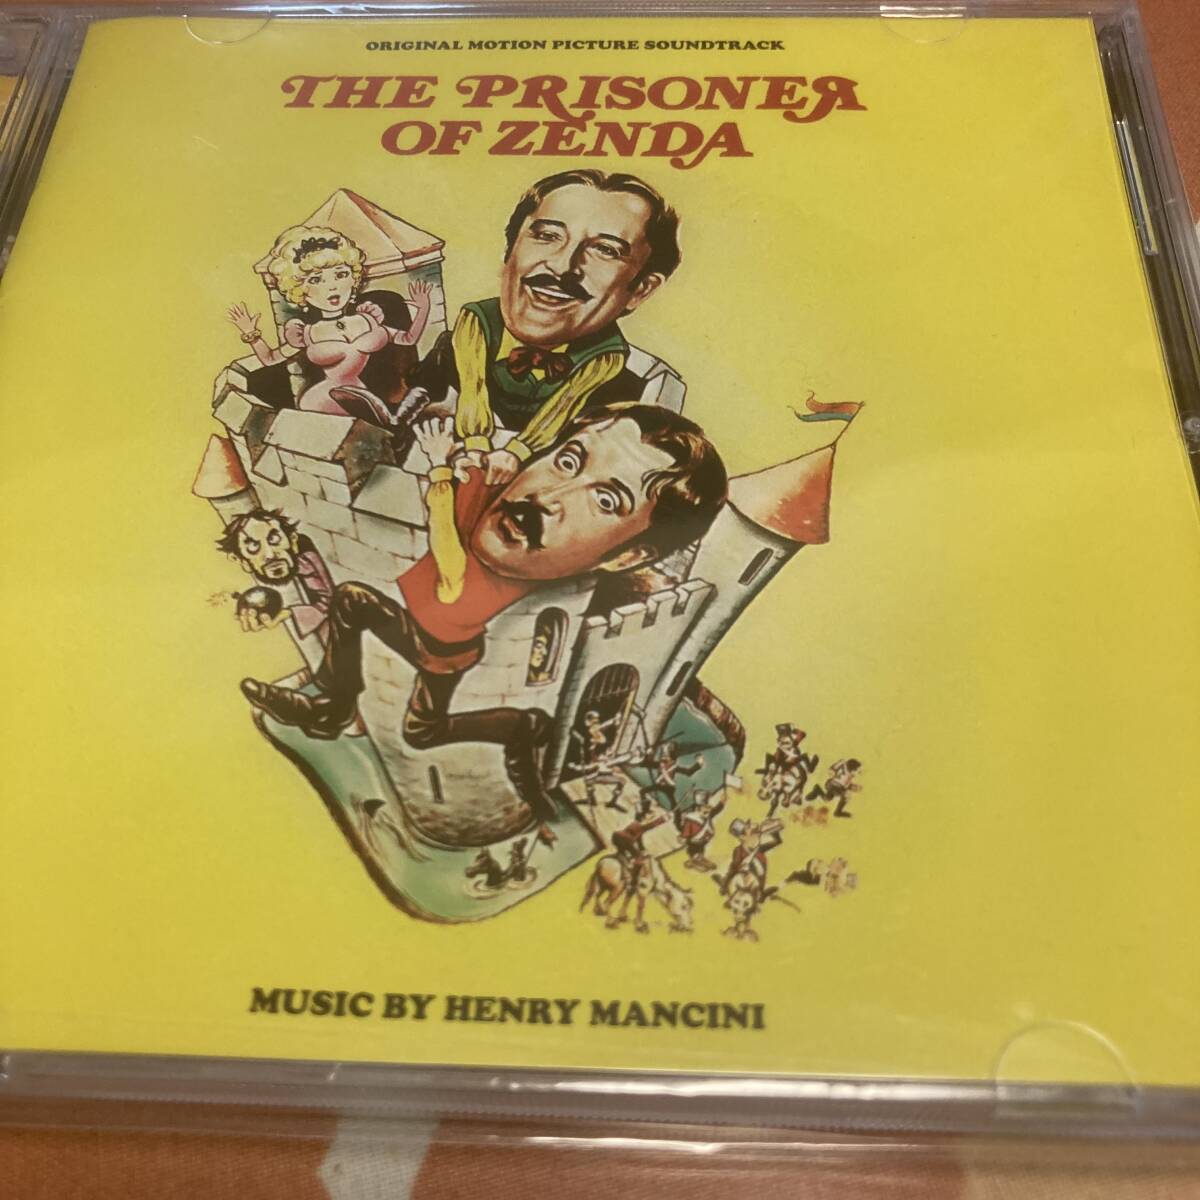 ORIGINAL MOTION PICTURE SOUNDTRACK
THE PRISONER
OF ZENDA
MUSIC BY HENRY MANCINI